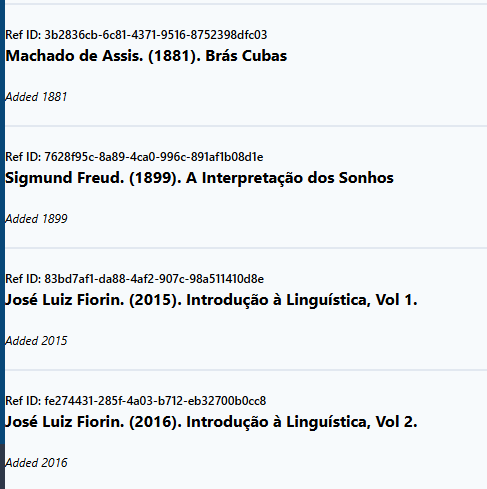 Ref ID: 3b2836cb-6c81-4371-9516-8752398dfc03
Machado de Assis. (1881). Brás Cubas
Added 1881
Ref ID: 7628f95c-8a89-4ca0-996c-891af1b08d1e
Sigmund Freud. (1899). A Interpretação dos Sonhos
Added 1899
Ref ID: 83bd7af1-da88-4af2-907c-98a511410d8e
José Luiz Fiorin. (2015). Introdução à Linguística, Vol 1.
Added 2015
Ref ID: fe274431-285f-4a03-b712-eb32700b0cc8
José Luiz Fiorin. (2016). Introdução à Linguística, Vol 2.
Added 2016